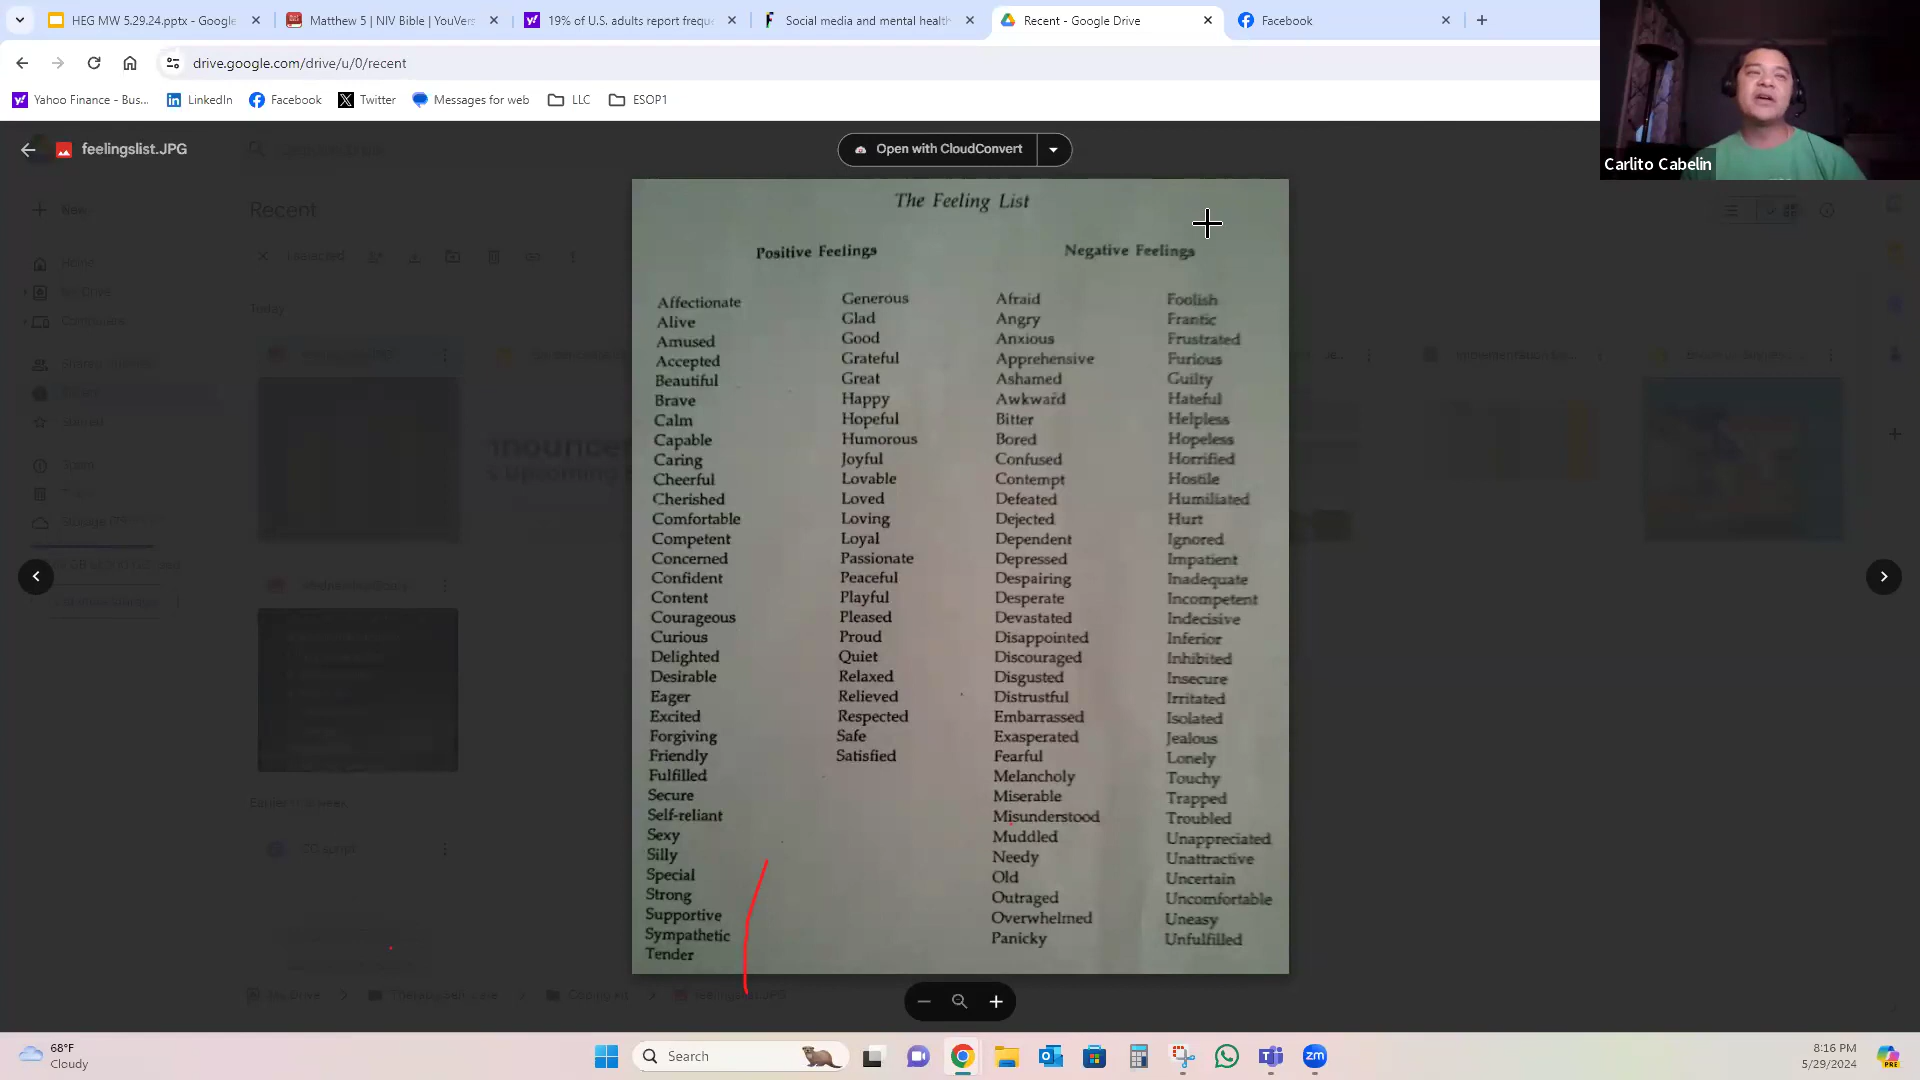 HEG MW 5.29.24.pptx - Google
Matthew 5 | NIV Bible | YouVers
19% of U.S. adults report freque
Social media and mental health
Recent - Google Drive
Facebook
drive.google.com/drive/u/0/recent
Yahoo Finance - Bus...
LinkedIn
Facebook
Twitter
Messages for web
LLC
ESOP1
Carlito Cabelin
feelingslist.JPG
Open with CloudConvert
New
Recent
Home
My Drive
Today
The Feeling List
Positive Feelings
Affectionate
Alive
Amused
Accepted
Beautiful
Brave
Calm
Capable
Caring
Cheerful
Cherished
Comfortable
Competent
Concerned
Confident
Content
Courageous
Curious
Delighted
Desirable
Eager
Excited
Forgiving
Friendly
Fulfilled
Secure
Self-reliant
Sexy
Silly
Special
Strong
Supportive
Sympathetic
Tender
Generous
Glad
Good
Grateful
Great
Happy
Hopeful
Humorous
Joyful
Lovable
Loved
Loving
Loyal
Passionate
Peaceful
Playful
Pleased
Proud
Quiet
Relaxed
Relieved
Respected
Safe
Satisfied
Negative Feelings
Afraid
Angry
Anxious
Apprehensive
Ashamed
Awkward
Bitter
Bored
Confused
Contempt
Defeated
Dejected
Dependent
Depressed
Despairing
Desperate
Devastated
Disappointed
Discouraged
Disgusted
Distrustful
Embarrassed
Exasperated
Fearful
Melancholy
Miserable
Misunderstood
Muddled
Needy
Old
Outraged
Overwhelmed
Panicky
Foolish
Frantic
Frustrated
Furious
Guilty
Hateful
Helpless
Hopeless
Horrified
Hostile
Humiliated
Hurt
Ignored
Impatient
Inadequate
Incompetent
Indecisive
Inferior
Inhibited
Insecure
Irritated
Isolated
Jealous
Lonely
Touchy
Trapped
Troubled
Unappreciated
Unattractive
Uncertain
Uncomfortable
Uneasy
Unfulfilled
68°F
Cloudy
Search
8:16 PM
5/29/2024